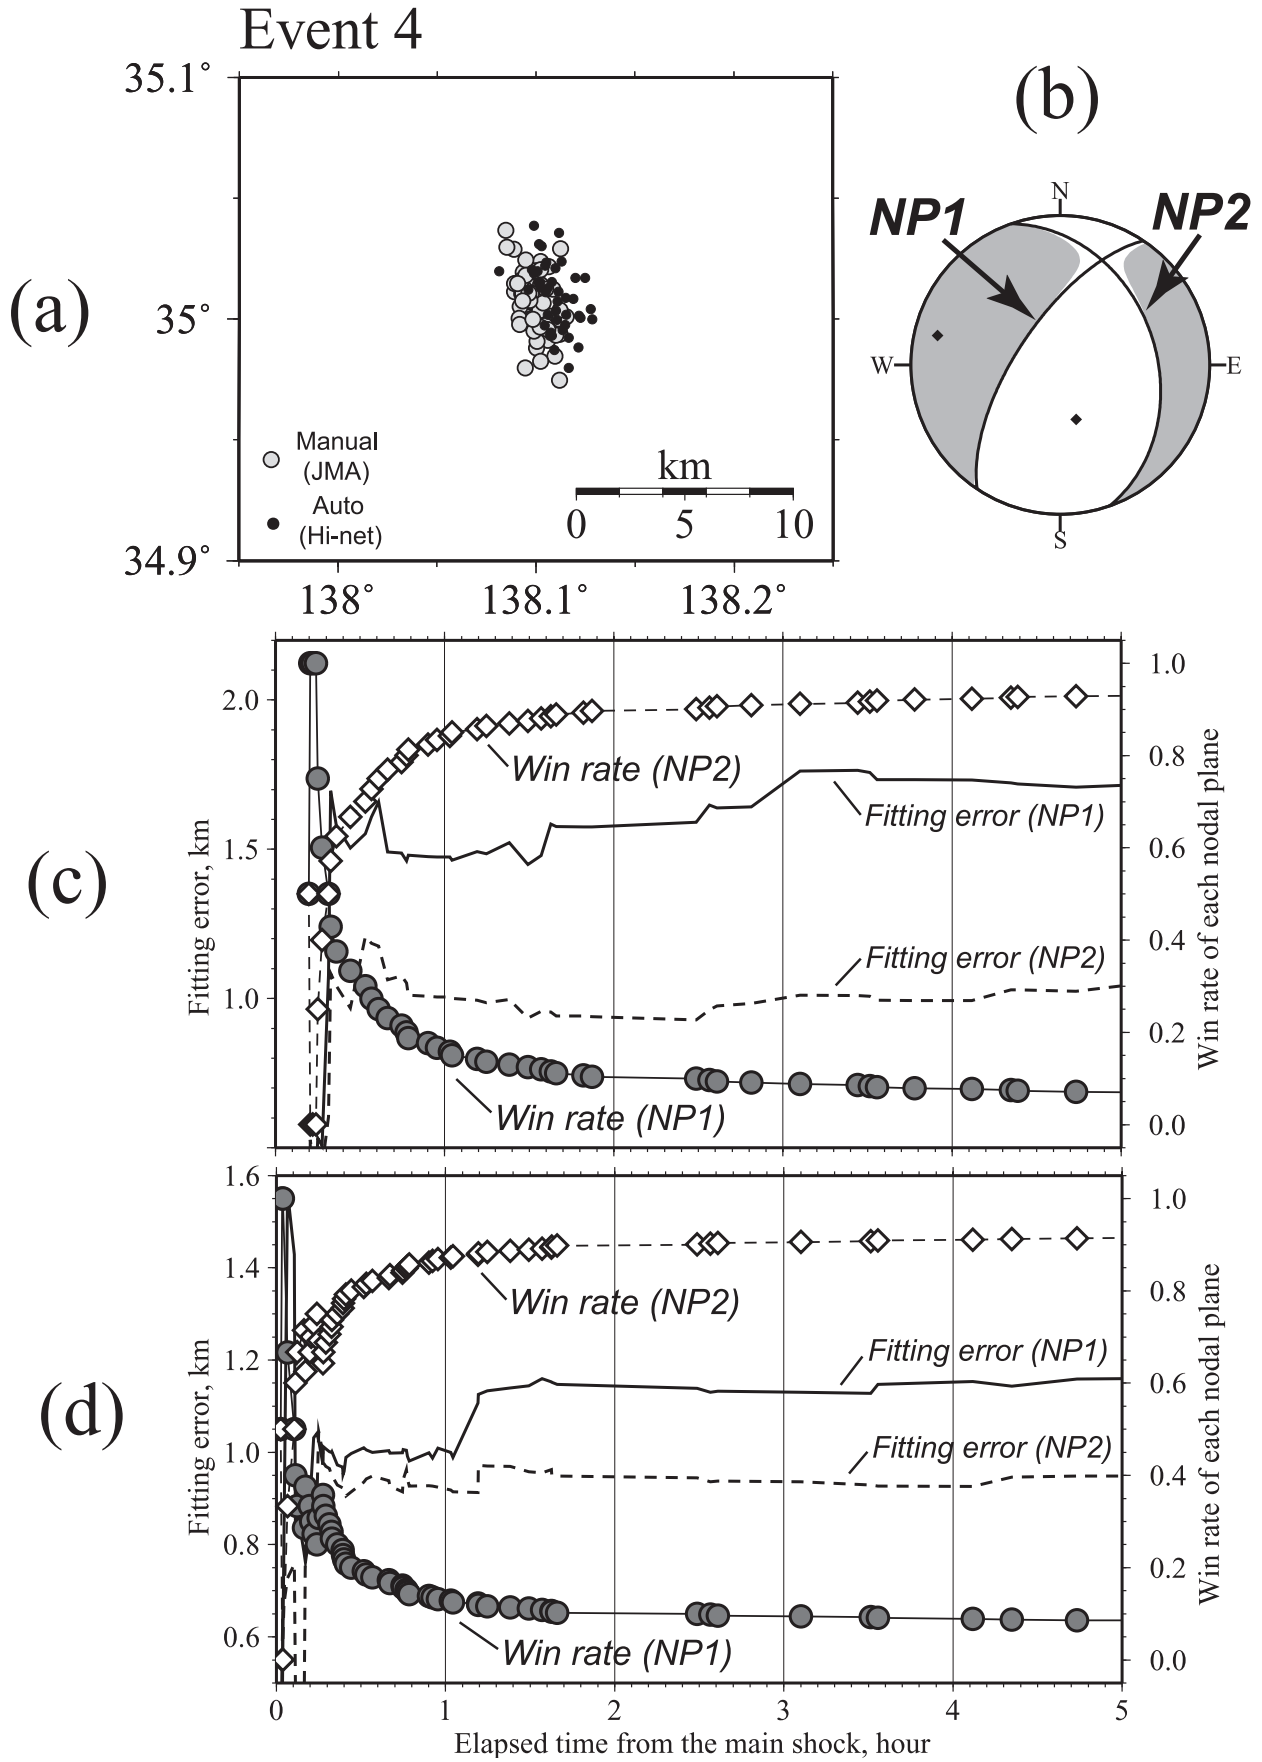 Event 4
35.1°
35°
34.9°
138°
138.1°
138.2°
(a)
Manual
(JMA)
Auto
(Hi-net)
km
0
5
10
(b)
NP1
NP2
N
W
E
S
(c)
Fitting error, km
2.0
1.5
1.0
Win rate (NP2)
Fitting error (NP1)
Fitting error (NP2)
Win rate (NP1)
1.0
0.8
0.6
0.4
0.2
0.0
Win rate of each nodal plane
(d)
Fitting error, km
1.6
1.4
1.2
1.0
0.8
0.6
Win rate (NP2)
Fitting error (NP1)
Fitting error (NP2)
Win rate (NP1)
1.0
0.8
0.6
0.4
0.2
0.0
Win rate of each nodal plane
0
1
2
3
4
5
Elapsed time from the main shock, hour